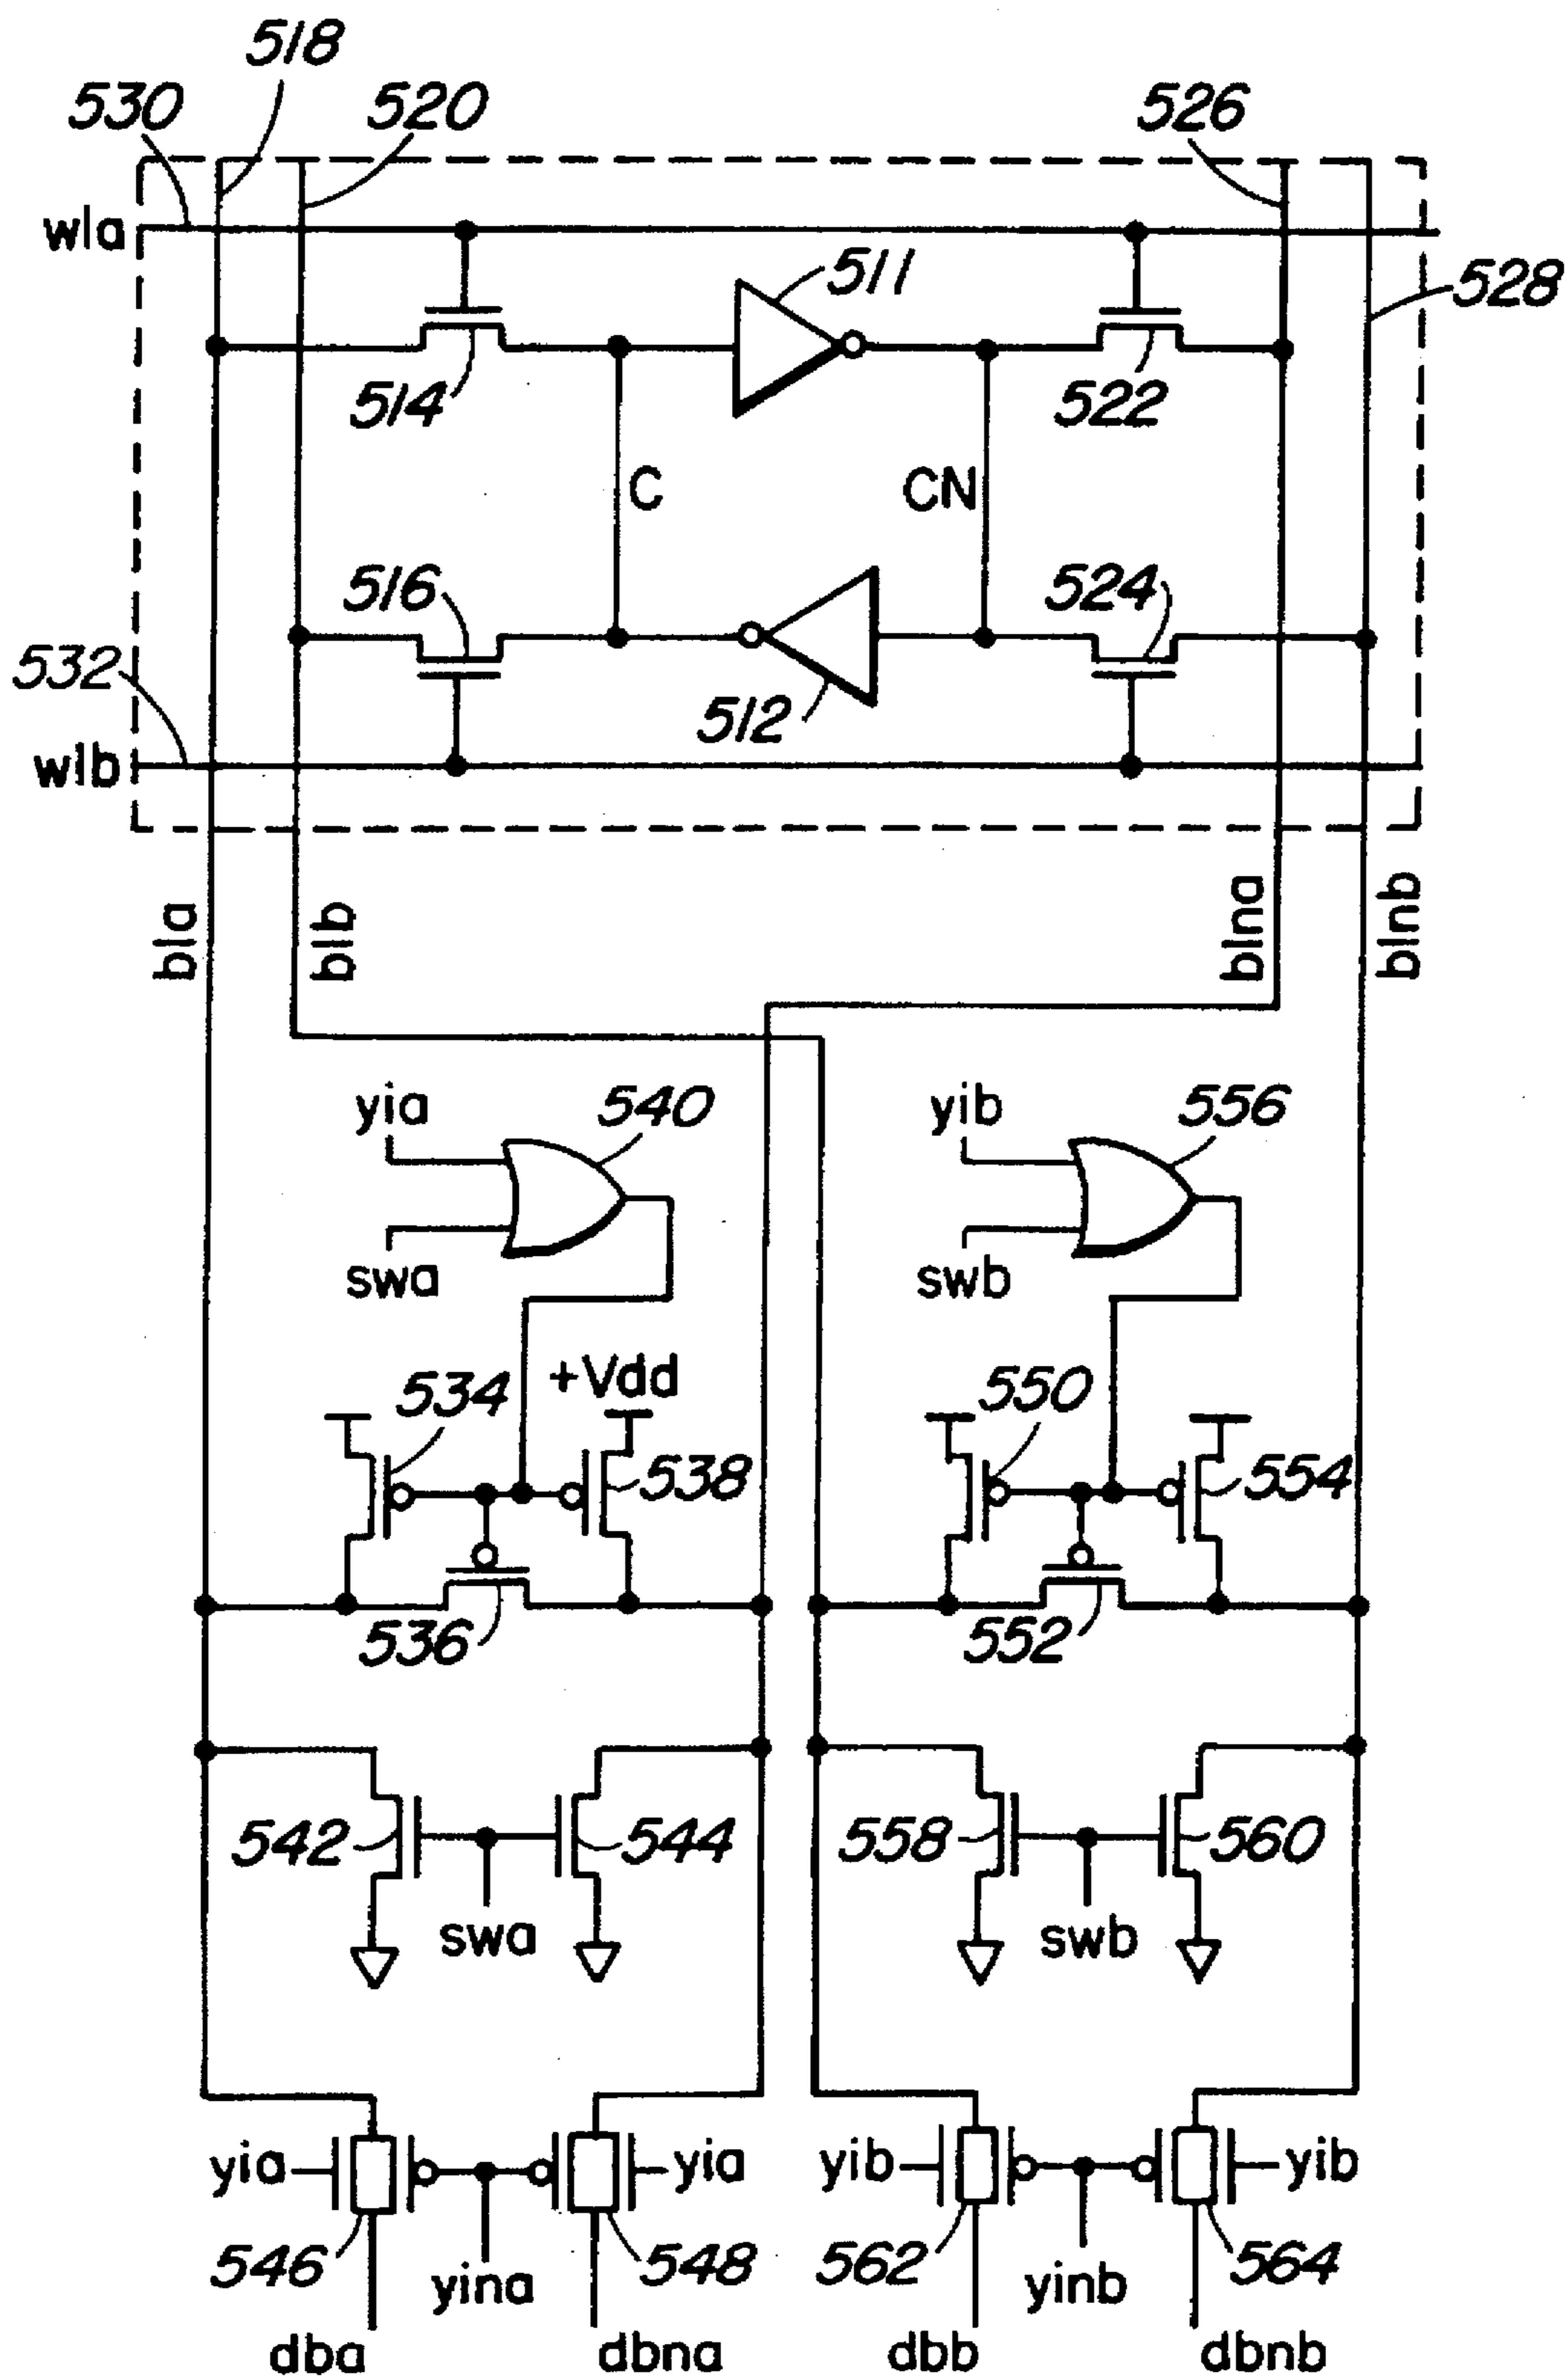 518
530
520
526
wla
511
528
514
522
C
CN
516
524
532
512
wlb
bla
blb
blna
blnb
yia
540
yib
556
swa
swb
534
+Vdd
550
538
554
536
552
542
544
558
560
swa
swb
yia
yia
yib
yib
546
yina
548
562
yinb
564
dba
dbna
dbb
dbnb